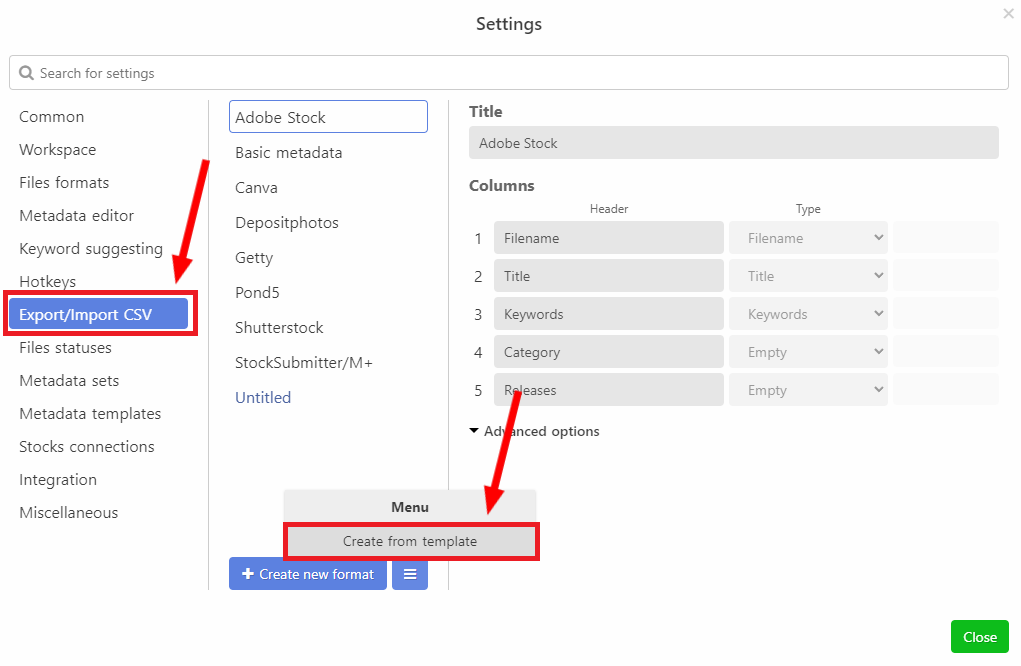 Settings
Search for settings
Common
Workspace
Files formats
Metadata editor
Keyword suggesting
Hotkeys
Export/Import CSV
Files statuses
Metadata sets
Metadata templates
Stocks connections
Integration
Miscellaneous
Adobe Stock
Basic metadata
Canva
Depositphotos
Getty
Pond5
Shutterstock
StockSubmitter/M+
Untitled
Menu
Create from template
Create new format
Title
Adobe Stock
Columns
Header Type
1 Filename Filename
2 Title Title
3 Keywords Keywords
4 Category Empty
5 Releases Empty
Advanced options
Close